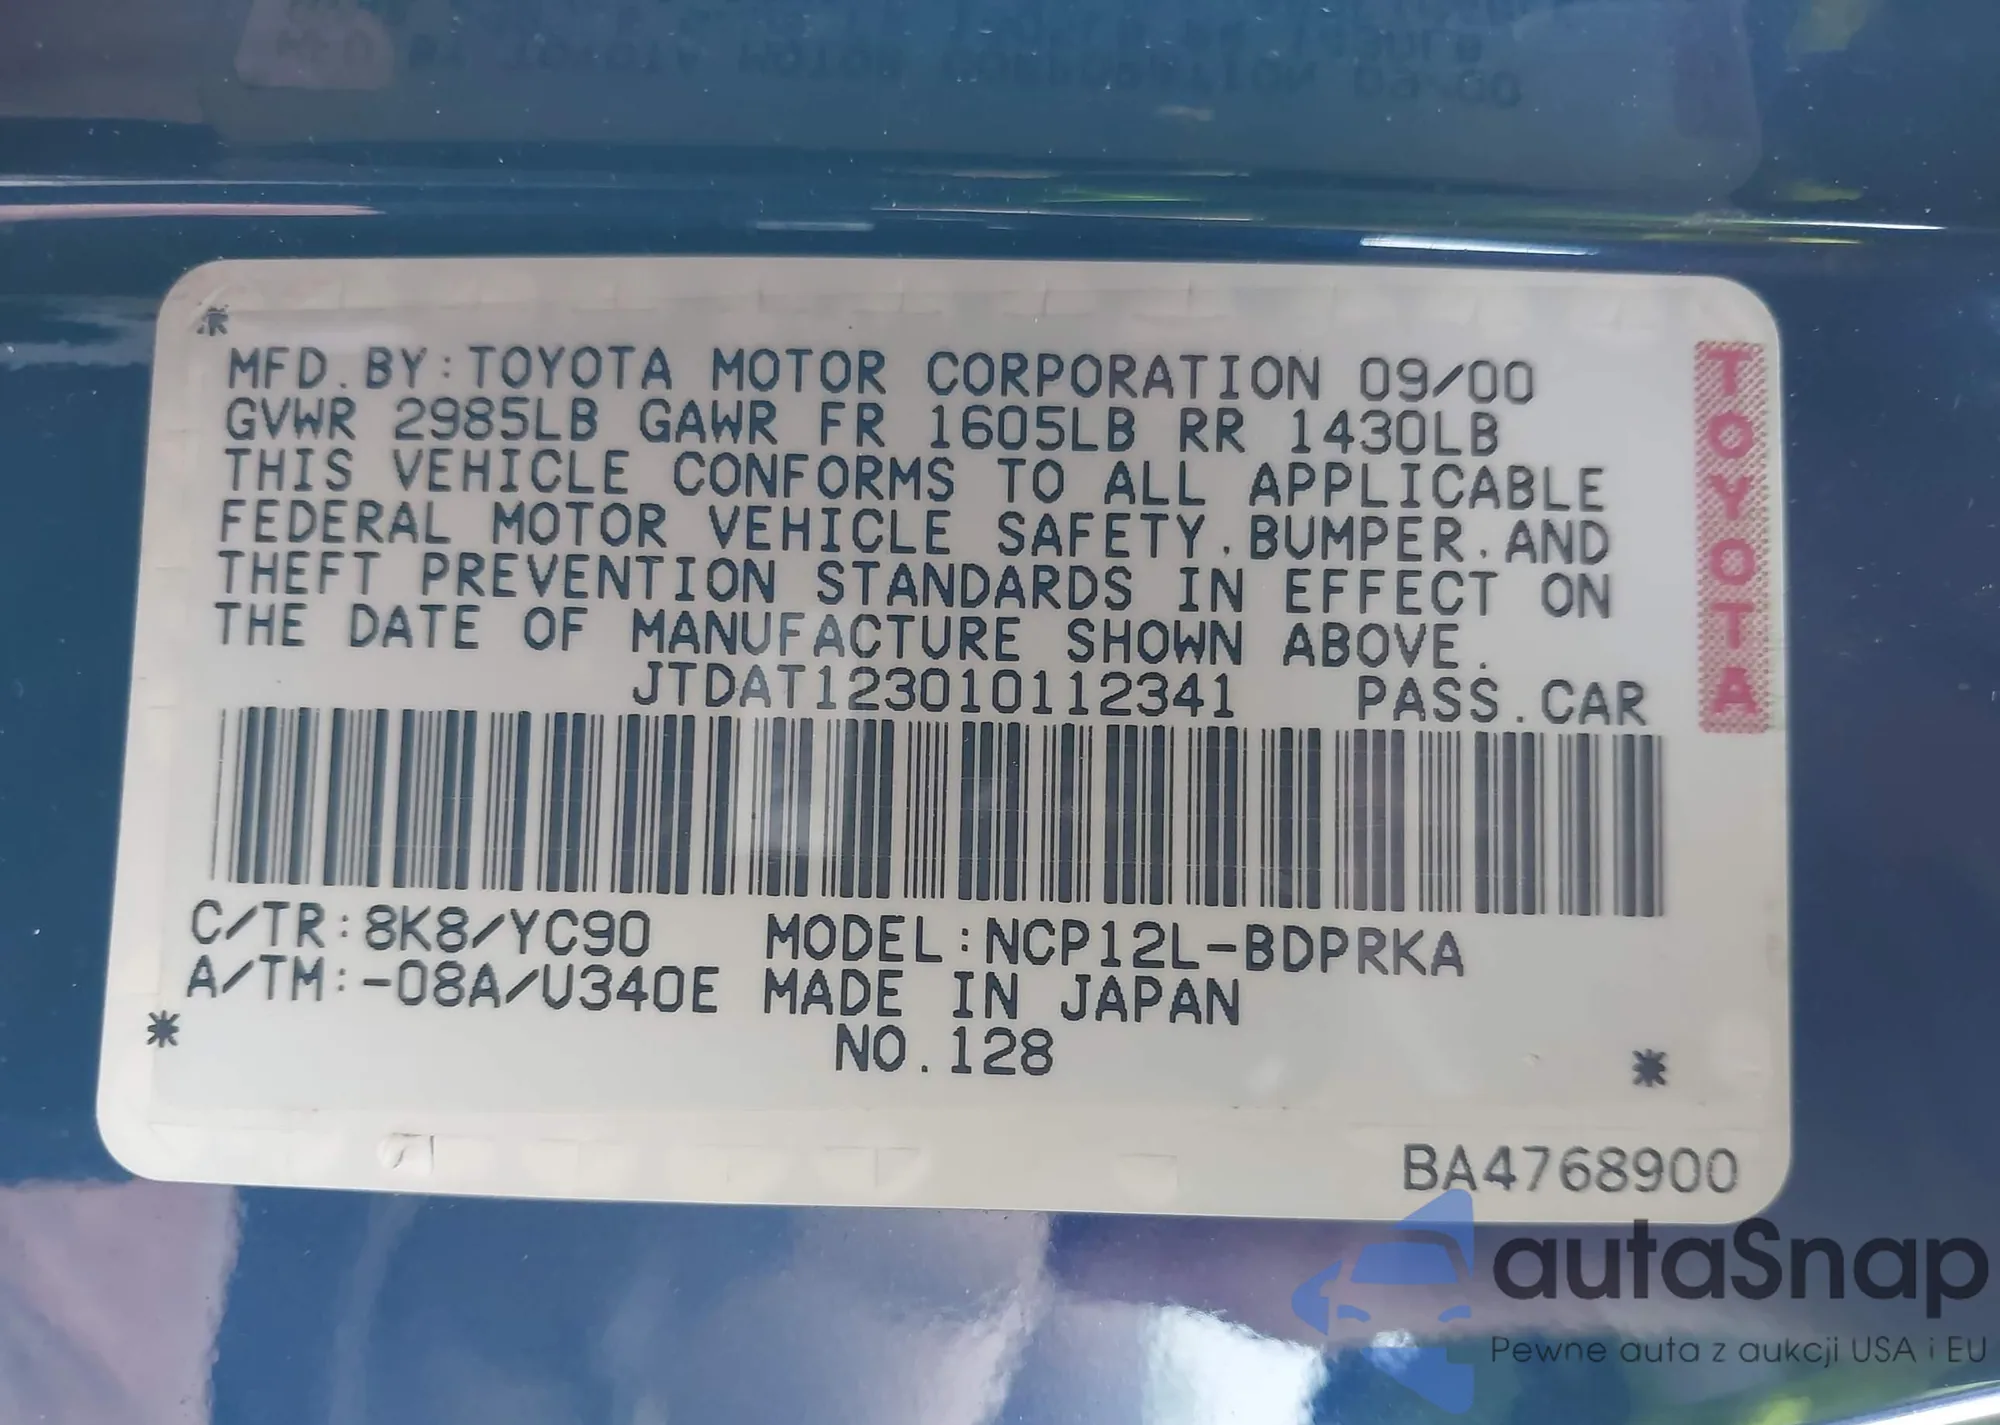 MFD.BY:TOYOTA MOTOR CORPORATION 09/00
GVWR 2985LB GAWR FR 1605LB RR 1430LB
THIS VEHICLE CONFORMS TO ALL APPLICABLE
FEDERAL MOTOR VEHICLE SAFETY,BUMPER,AND
THEFT PREVENTION STANDARDS IN EFFECT ON
THE DATE OF MANUFACTURE SHOWN ABOVE.
JTDAT123010112341 PASS.CAR
TOYOTA
C/TR:8K8/YC90 MODEL:NCP12L-BDPRKA
A/TM:-08A/U340E MADE IN JAPAN
NO.128
BA4768900
autaSnap
Pewne auta z aukcji USA i EU